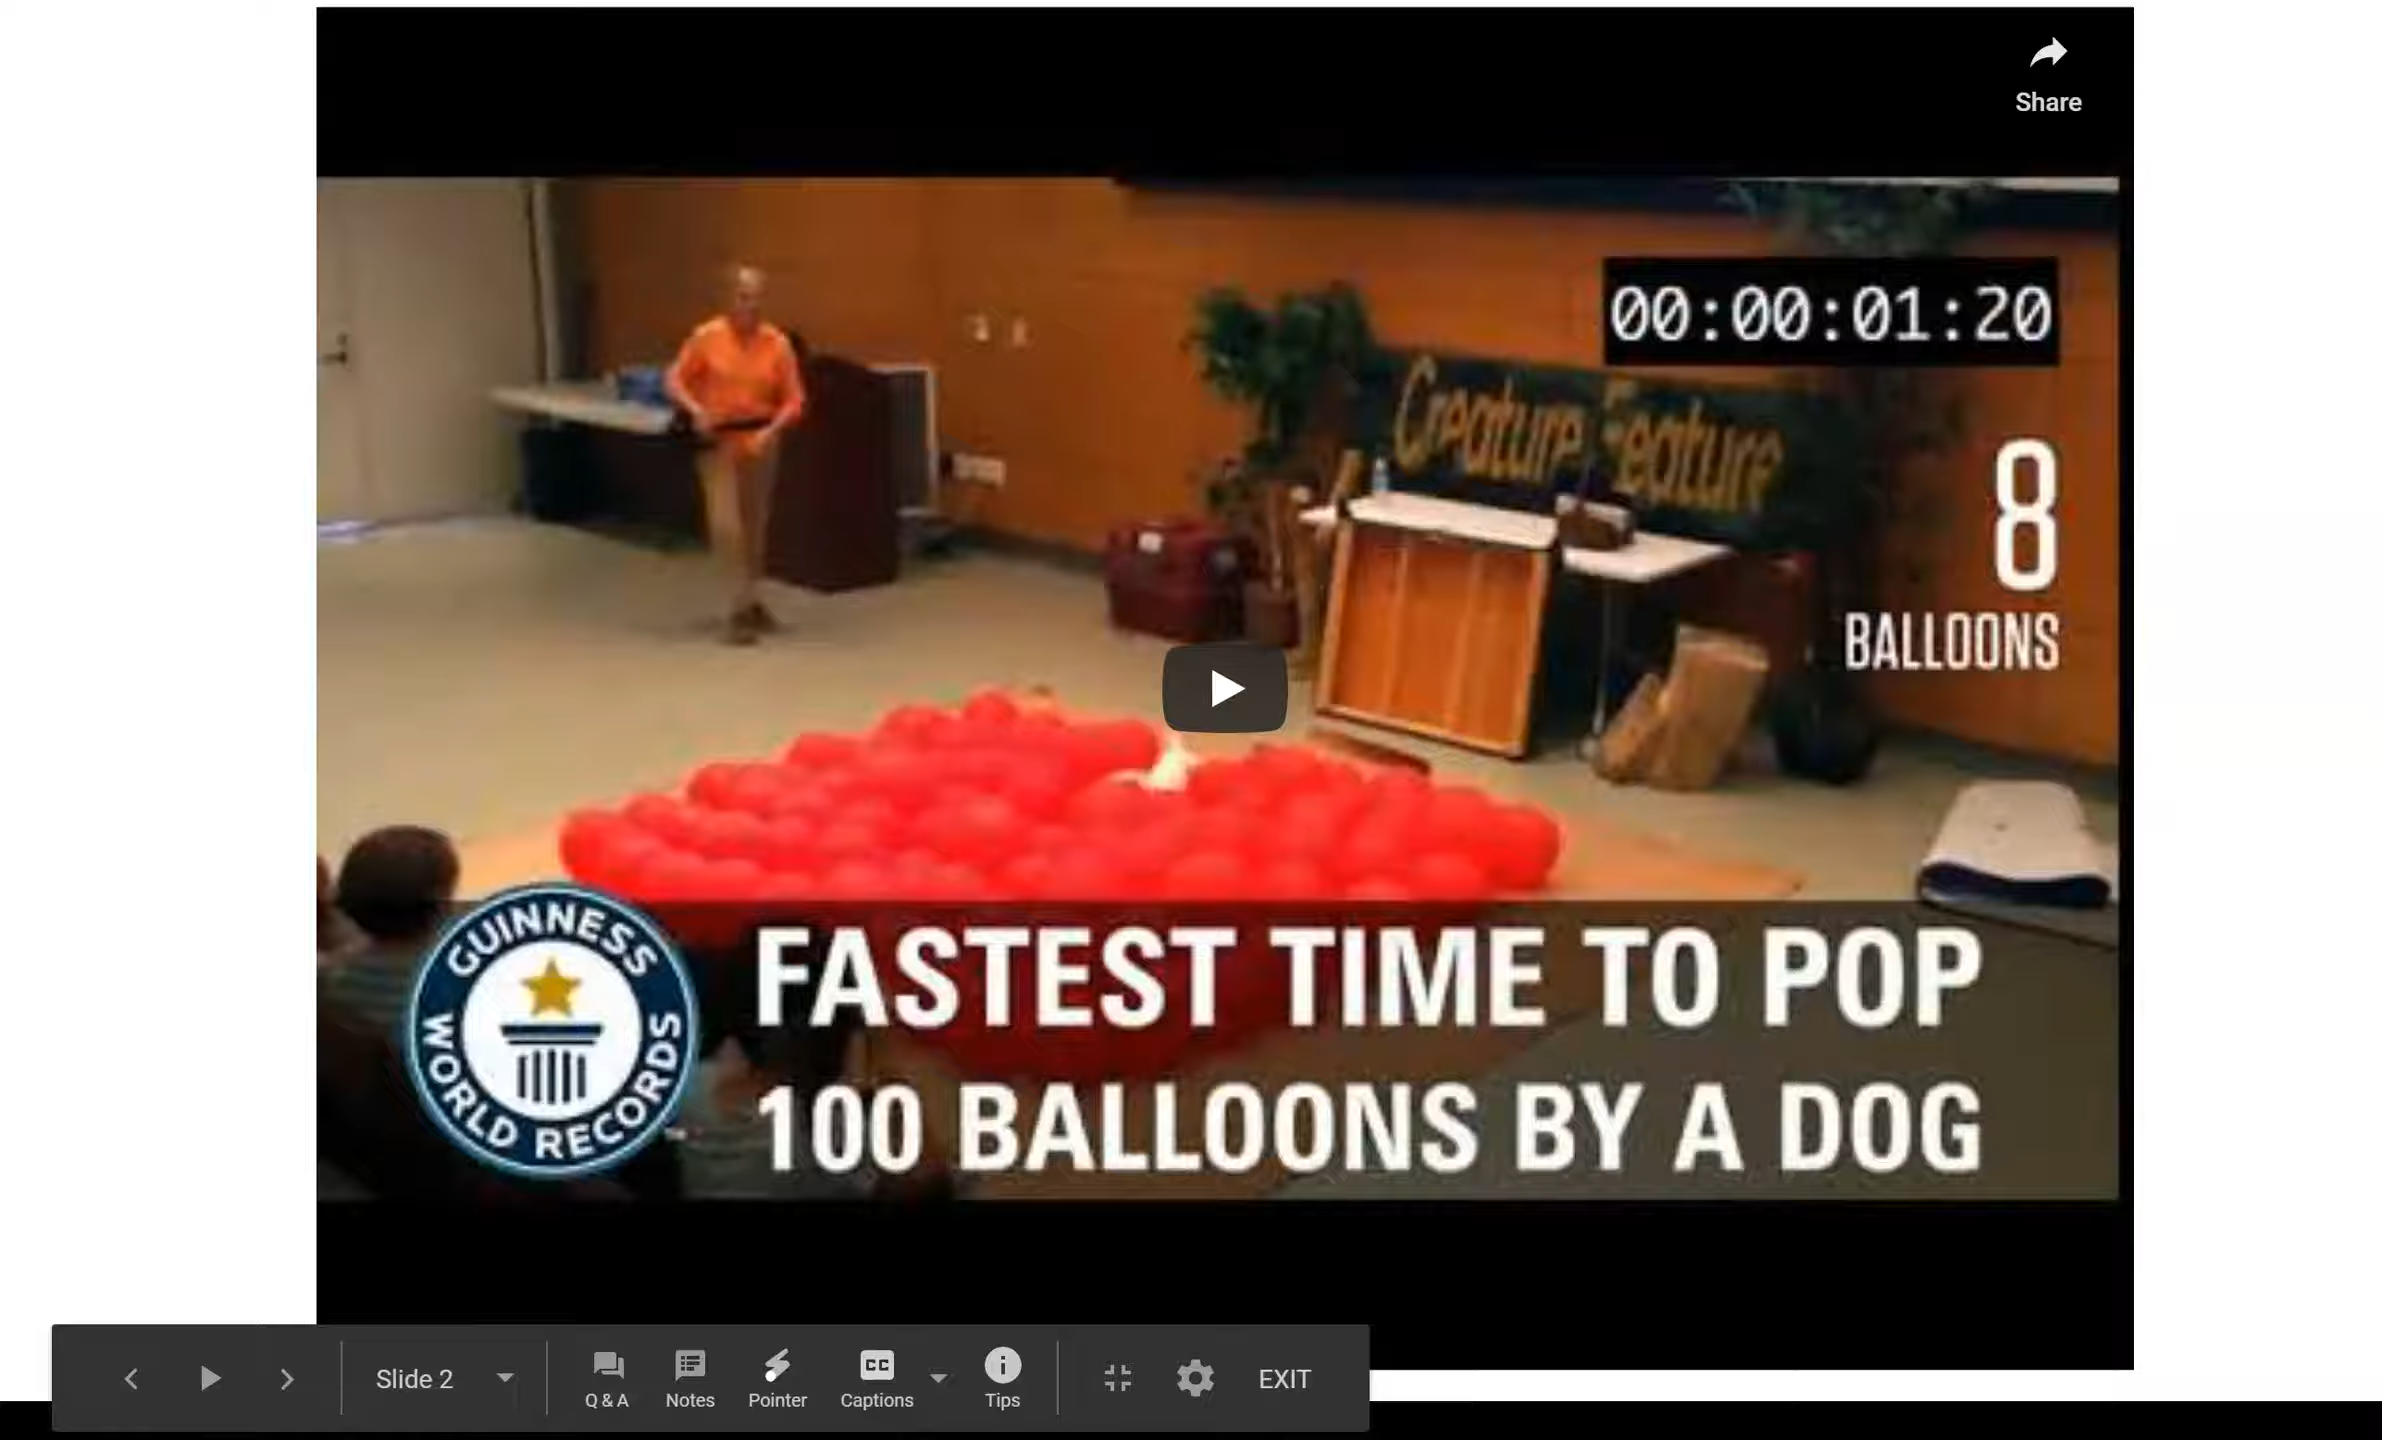 Share
00:00:01:20
Creature Feature
8
BALLOONS
GUINNESS
WORLD RECORDS
FASTEST TIME TO POP
100 BALLOONS BY A DOG
Slide 2
Q & A
Notes
Pointer
CC
Captions
Tips
EXIT